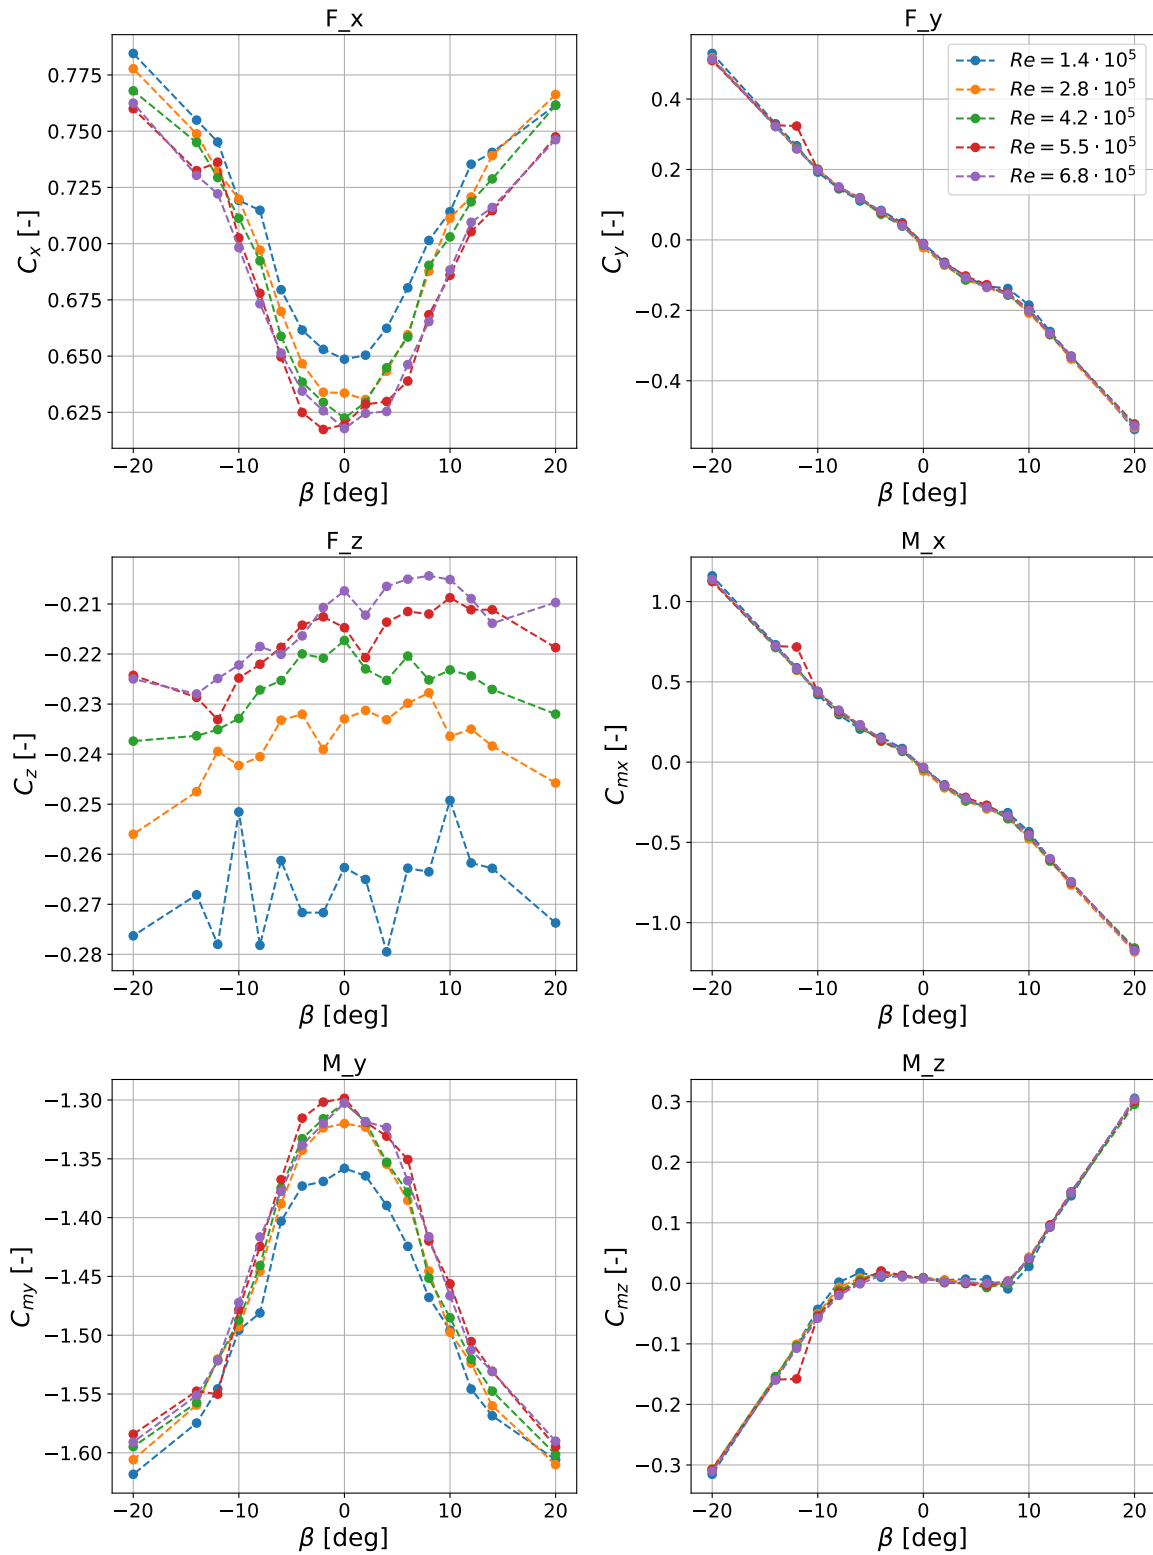 F_x
0.775
0.750
0.725
0.700
0.675
0.650
0.625
C_x [-]
−20 −10 0 10 20
β [deg]
F_y
Re = 1.4 · 10^5
Re = 2.8 · 10^5
Re = 4.2 · 10^5
Re = 5.5 · 10^5
Re = 6.8 · 10^5
0.4
0.2
0.0
−0.2
−0.4
C_y [-]
−20 −10 0 10 20
β [deg]
F_z
−0.21
−0.22
−0.23
−0.24
−0.25
−0.26
−0.27
−0.28
C_z [-]
−20 −10 0 10 20
β [deg]
M_x
1.0
0.5
0.0
−0.5
−1.0
C_mx [-]
−20 −10 0 10 20
β [deg]
M_y
−1.30
−1.35
−1.40
−1.45
−1.50
−1.55
−1.60
C_my [-]
−20 −10 0 10 20
β [deg]
M_z
0.3
0.2
0.1
0.0
−0.1
−0.2
−0.3
C_mz [-]
−20 −10 0 10 20
β [deg]